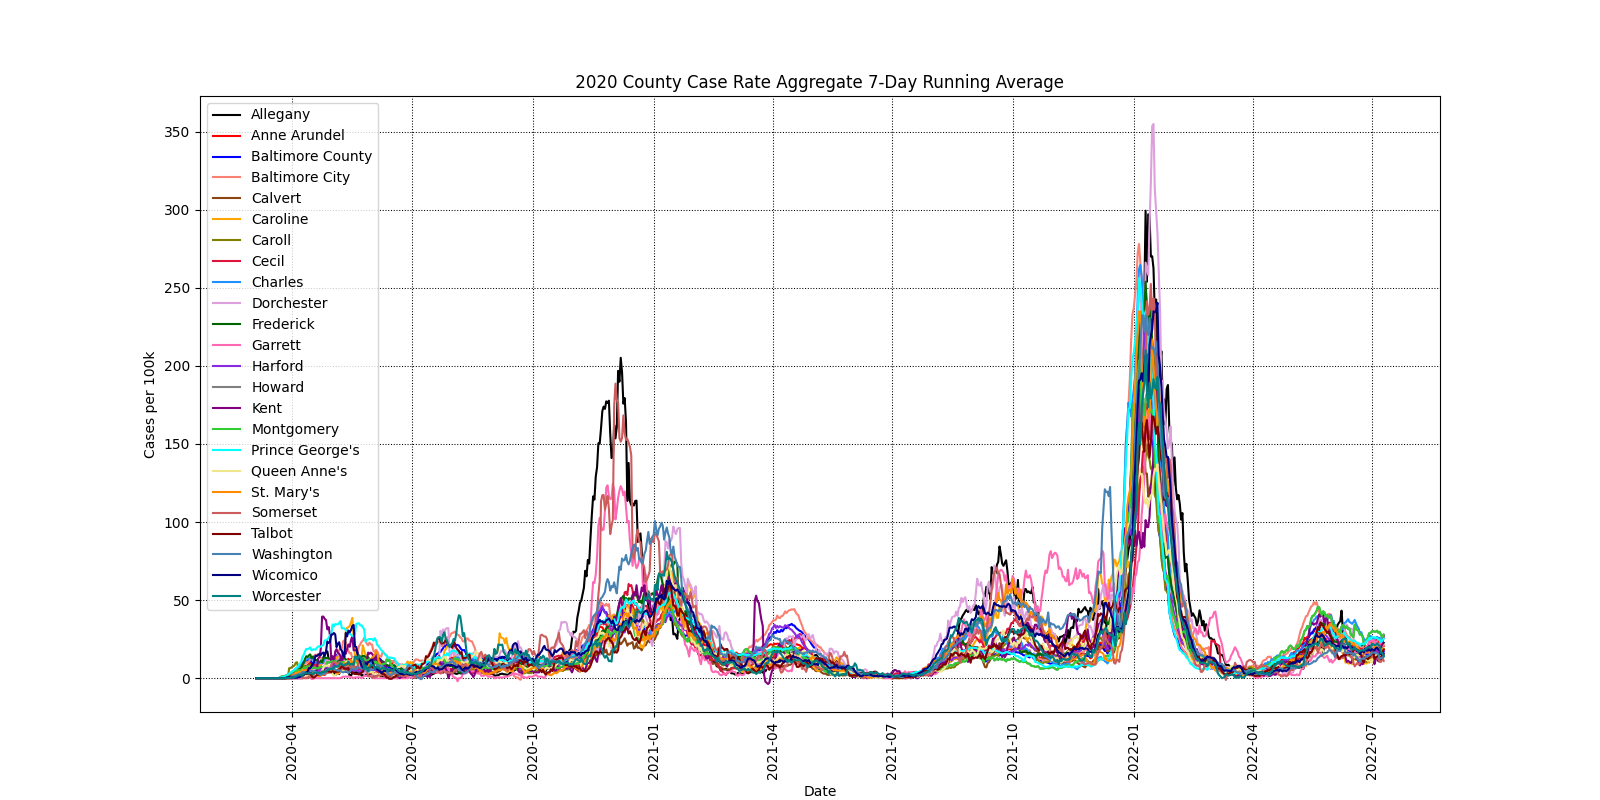 2020 County Case Rate Aggregate 7-Day Running Average
Allegany
Anne Arundel
Baltimore County
Baltimore City
Calvert
Caroline
Caroll
Cecil
Charles
Dorchester
Frederick
Garrett
Harford
Howard
Kent
Montgomery
Prince George's
Queen Anne's
St. Mary's
Somerset
Talbot
Washington
Wicomico
Worcester
Cases per 100k
350
300
250
200
150
100
50
0
2020-04
2020-07
2020-10
2021-01
2021-04
2021-07
2021-10
2022-01
2022-04
2022-07
Date